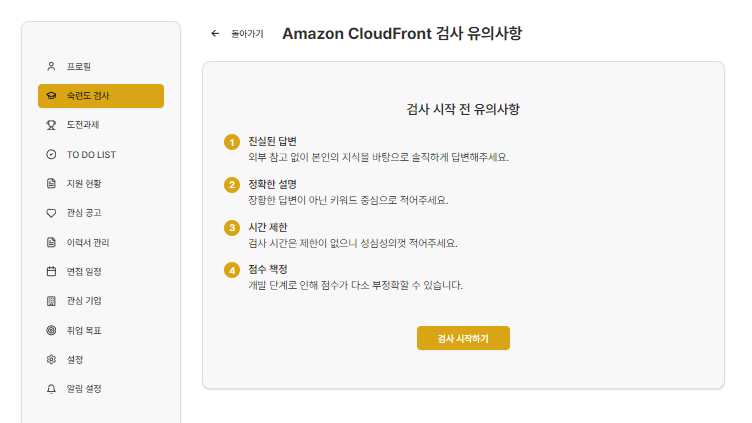 돌아가기
Amazon CloudFront 검사 유의사항
프로필
숙련도 검사
도전과제
TO DO LIST
지원 현황
관심 공고
이력서 관리
면접 일정
관심 기업
취업 목표
설정
알림 설정
검사 시작 전 유의사항
1 진실된 답변
외부 참고 없이 본인의 지식을 바탕으로 솔직하게 답변해주세요.
2 정확한 설명
장황한 답변이 아닌 키워드 중심으로 적어주세요.
3 시간 제한
검사 시간은 제한이 없으니 성심성의껏 적어주세요.
4 점수 책정
개발 단계로 인해 점수가 다소 부정확할 수 있습니다.
검사 시작하기